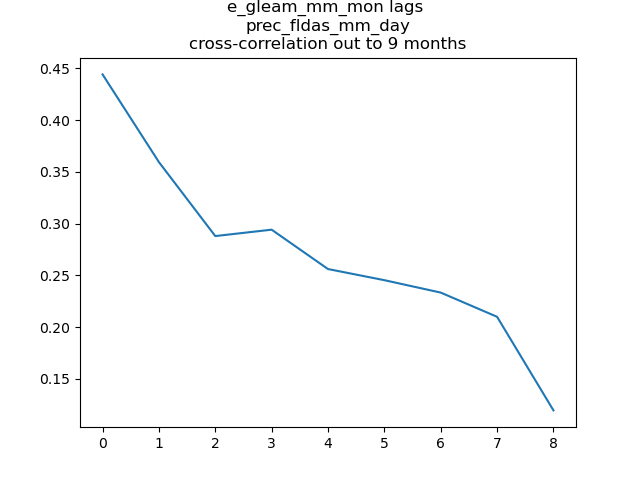 e_gleam_mm_mon lags
prec_fldas_mm_day
cross-correlation out to 9 months
0.45
0.40
0.35
0.30
0.25
0.20
0.15
0 1 2 3 4 5 6 7 8